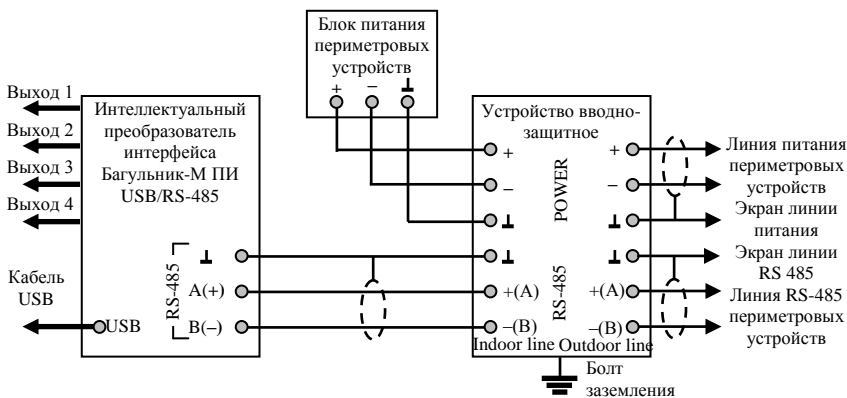 Блок питания
периметровых
устройств
+ − ⊥
Выход 1
Выход 2
Выход 3
Выход 4
Кабель
USB
Интеллектуальный
преобразователь
интерфейса
Багульник-М ПИ
USB/RS-485
RS-485
⊥
A(+)
B(−)
USB
Устройство вводно-
защитное
POWER
+ +
− −
⊥ ⊥
RS-485
⊥ ⊥
+(A) +(A)
−(B) −(B)
Indoor line Outdoor line
Линия питания
периметровых
устройств
Экран линии
питания
Экран линии
RS 485
Линия RS-485
периметровых
устройств
Болт
заземления